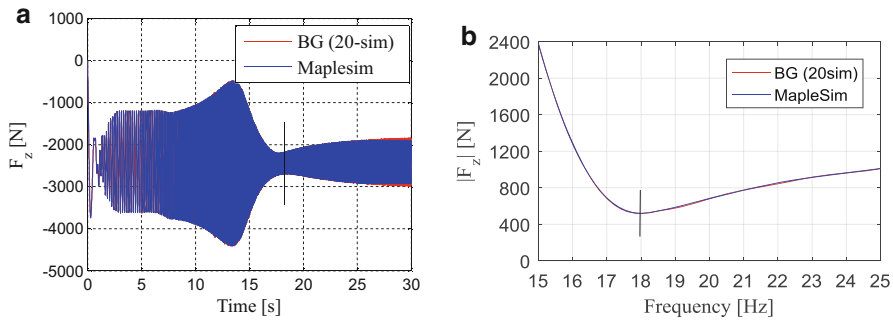 a
1000
0
-1000
-2000
-3000
-4000
-5000
F_z [N]
0 5 10 15 20 25 30
Time [s]
BG (20-sim)
Maplesim
b
2400
2000
1600
1200
800
400
0
|F_z| [N]
15 16 17 18 19 20 21 22 23 24 25
Frequency [Hz]
BG (20sim)
MapleSim